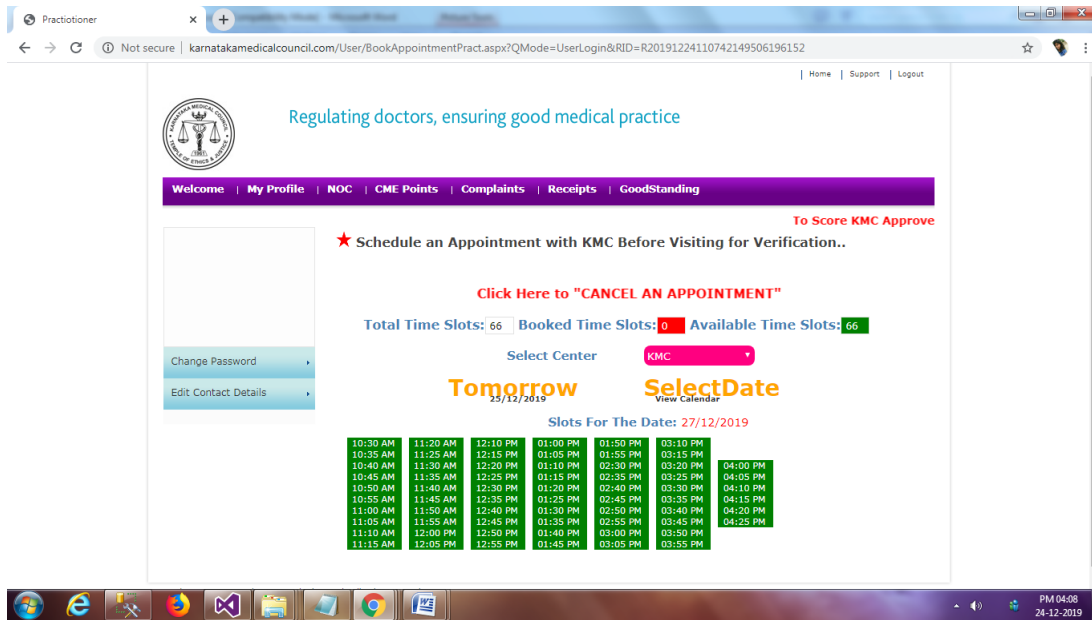 Practiotioner
Not secure | karnatakamedicalcouncil.com/User/BookAppointmentPract.aspx?QMode=UserLogin&RID=R20191224110742149506196152
| Home | Support | Logout
KARNATAKA MEDICAL COUNCIL
TEMPLE OF ETHICS & JUSTICE
Regulating doctors, ensuring good medical practice
Welcome | My Profile | NOC | CME Points | Complaints | Receipts | GoodStanding
To Score KMC Approve
Schedule an Appointment with KMC Before Visiting for Verification..
Click Here to "CANCEL AN APPOINTMENT"
Total Time Slots: 66 Booked Time Slots: 0 Available Time Slots: 66
Change Password
Select Center KMC
Edit Contact Details
Tomorrow SelectDate
25/12/2019 View Calendar
Slots For The Date: 27/12/2019
10:30 AM 11:20 AM 12:10 PM 01:00 PM 01:50 PM 03:10 PM
10:35 AM 11:25 AM 12:15 PM 01:05 PM 01:55 PM 03:15 PM
10:40 AM 11:30 AM 12:20 PM 01:10 PM 02:30 PM 03:20 PM 04:00 PM
10:45 AM 11:35 AM 12:25 PM 01:15 PM 02:35 PM 03:25 PM 04:05 PM
10:50 AM 11:40 AM 12:30 PM 01:20 PM 02:40 PM 03:30 PM 04:10 PM
10:55 AM 11:45 AM 12:35 PM 01:25 PM 02:45 PM 03:35 PM 04:15 PM
11:00 AM 11:50 AM 12:40 PM 01:30 PM 02:50 PM 03:40 PM 04:20 PM
11:05 AM 11:55 AM 12:45 PM 01:35 PM 02:55 PM 03:45 PM 04:25 PM
11:10 AM 12:00 PM 12:50 PM 01:40 PM 03:00 PM 03:50 PM
11:15 AM 12:05 PM 12:55 PM 01:45 PM 03:05 PM 03:55 PM
PM 04:08
24-12-2019